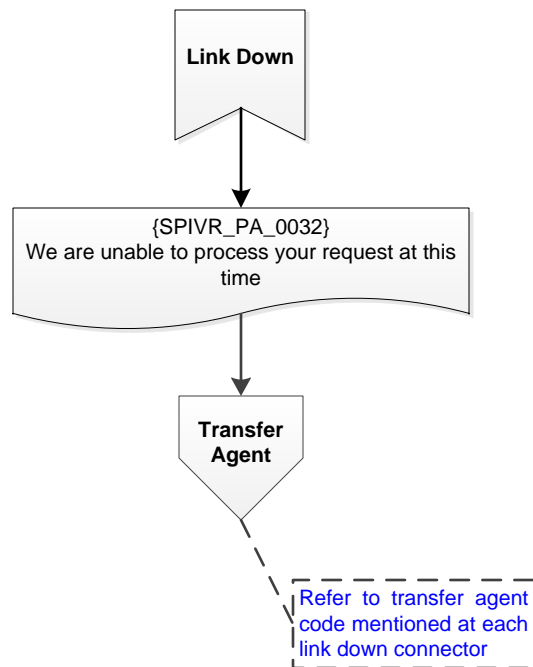 Link Down
{SPIVR_PA_0032}
We are unable to process your request at this
time
Transfer
Agent
Refer to transfer agent
code mentioned at each
link down connector